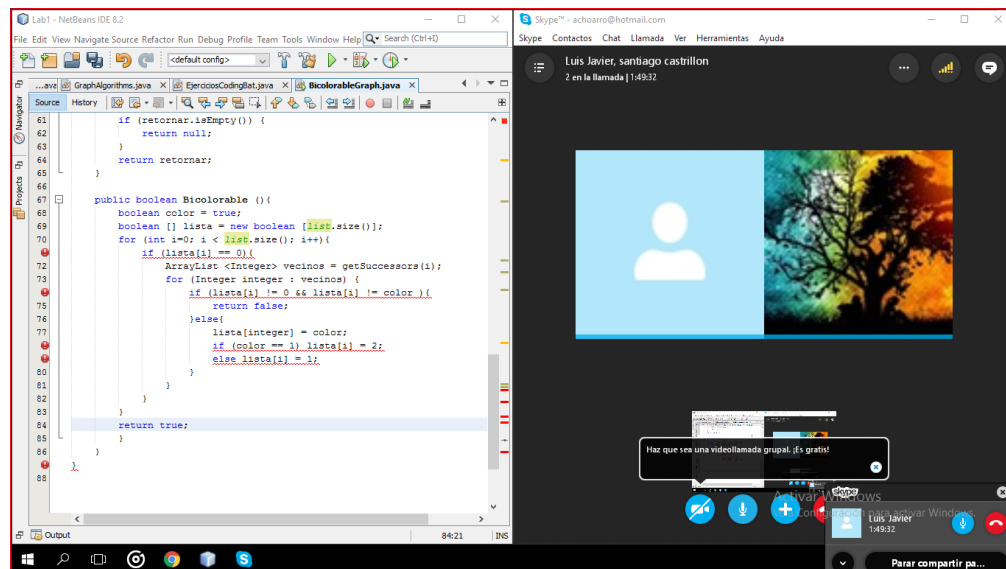 Lab1 - NetBeans IDE 8.2
File Edit View Navigate Source Refactor Run Debug Profile Team Tools Window Help Search (Ctrl+I)
<default config>
...ava GraphAlgorithms.java EjerciciosCodingBat.java BicolorableGraph.java
Source History
Navigator
Projects
61 if (retornar.isEmpty()) {
62 return null;
63 }
64 return retornar;
65 }
66
67 public boolean Bicolorable (){
68 boolean color = true;
69 boolean [] lista = new boolean [list.size()];
70 for (int i=0; i < list.size(); i++){
if (lista[i] == 0){
72 ArrayList <Integer> vecinos = getSuccessors(i);
73 for (Integer integer : vecinos) {
if (lista[i] != 0 && lista[i] != color ){
75 return false;
76 }else{
77 lista[integer] = color;
if (color == 1) lista[i] = 2;
else lista[i] = 1;
80 }
81 }
82 }
83 }
84 return true;
85 }
86 }
}
88
Output
84:21 INS
Skype™ - achoarro@hotmail.com
Skype Contactos Chat Llamada Ver Herramientas Ayuda
Luis Javier, santiago castrillon
2 en la llamada | 1:49:32
Haz que sea una videollamada grupal. ¡Es gratis!
Activar Windows
Configuración para activar Windows.
skype
Luis Javier
1:49:32
Parar compartir pa...